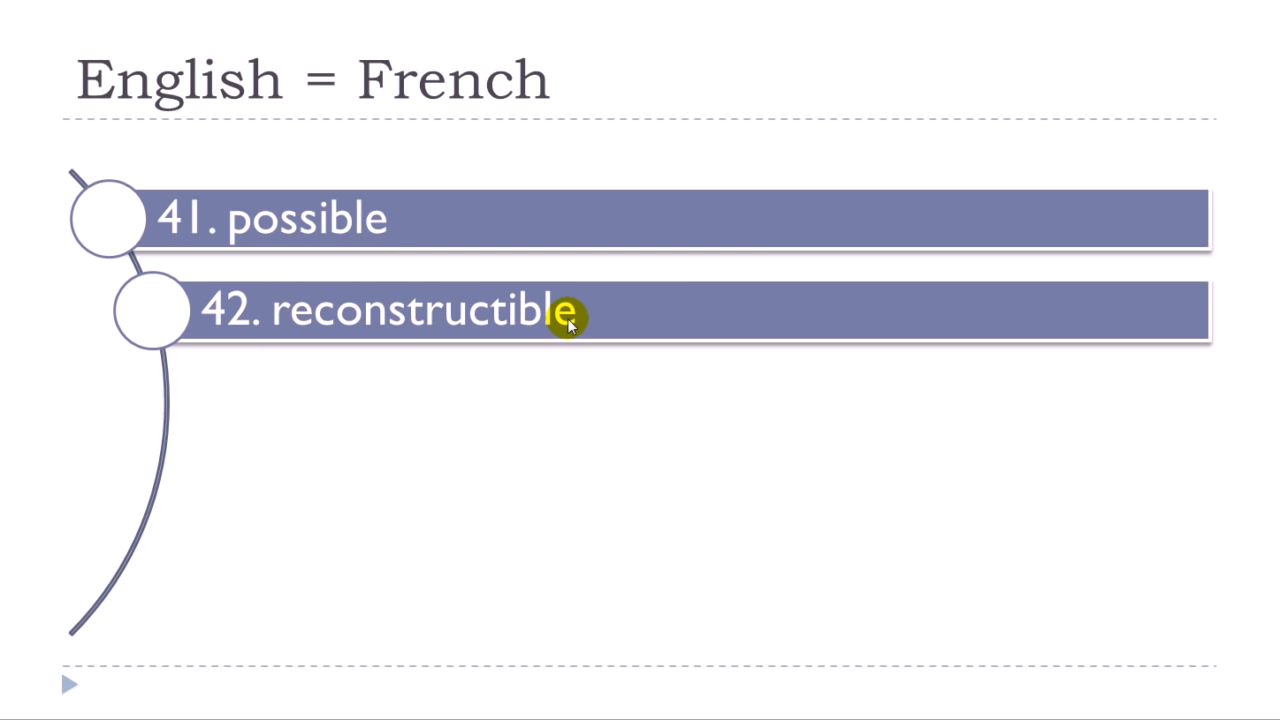 English = French
41. possible
42. reconstructible